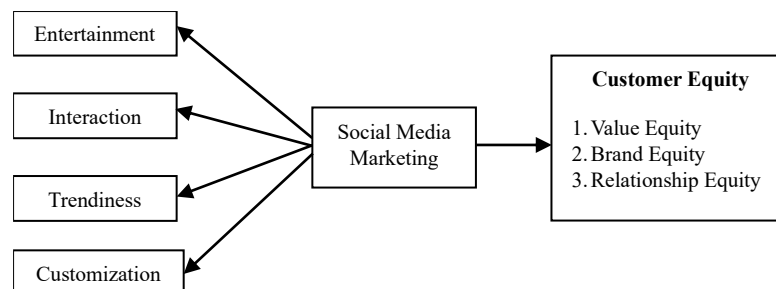 Entertainment
Interaction
Trendiness
Customization
Social Media
Marketing
Customer Equity
1. Value Equity
2. Brand Equity
3. Relationship Equity